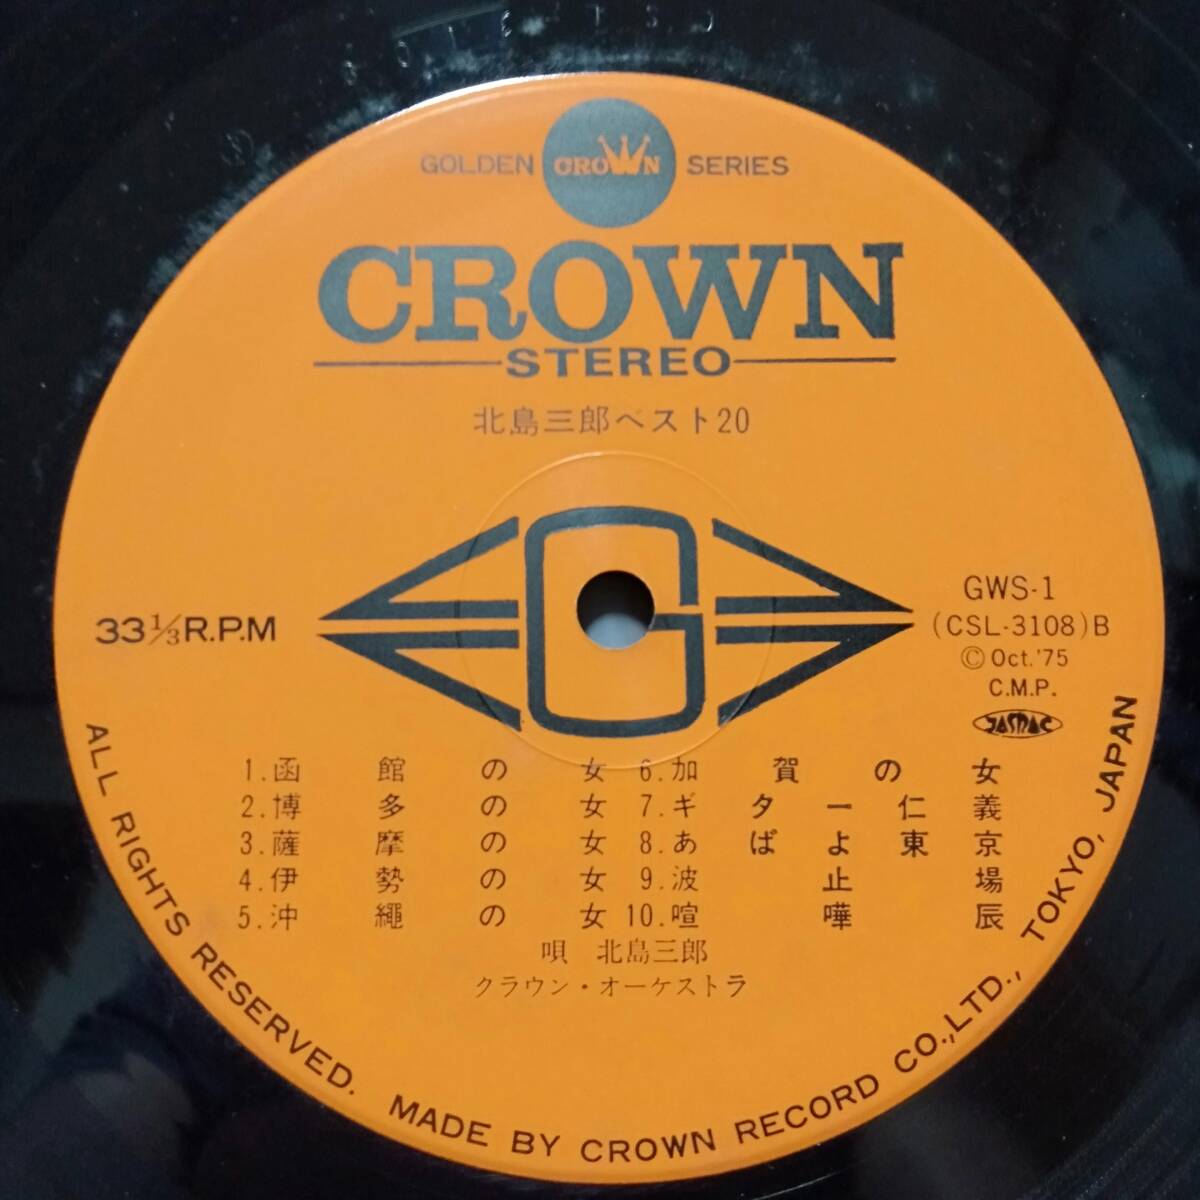 GOLDEN CROWN SERIES
CROWN
STEREO
北島三郎ベスト20
G
33 1/3 R.P.M
GWS-1
(CSL-3108)B
© Oct.'75
C.M.P.
JASRAC
1.函館の女
2.博多の女
3.薩摩の女
4.伊勢の女
5.沖繩の女
6.加賀の女
7.ギター仁義
8.あばよ東京
9.波止場
10.喧嘩辰
唄 北島三郎
クラウン・オーケストラ
ALL RIGHTS RESERVED. MADE BY CROWN RECORD CO.,LTD., TOKYO, JAPAN